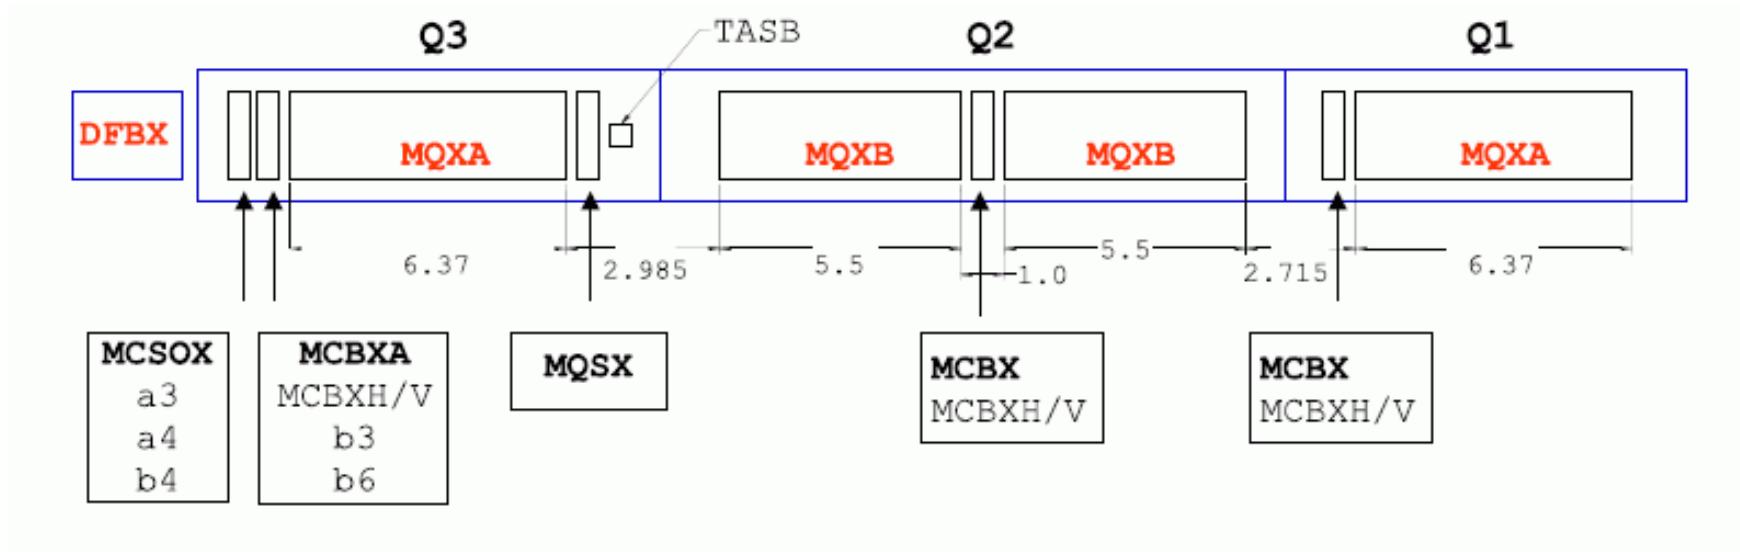 Q3
TASB
Q2
Q1
DFBX
MQXA
MQXB
MQXB
MQXA
6.37
2.985
5.5
1.0
5.5
2.715
6.37
MCSOX
a3
a4
b4
MCBXA
MCBXH/V
b3
b6
MQSX
MCBX
MCBXH/V
MCBX
MCBXH/V